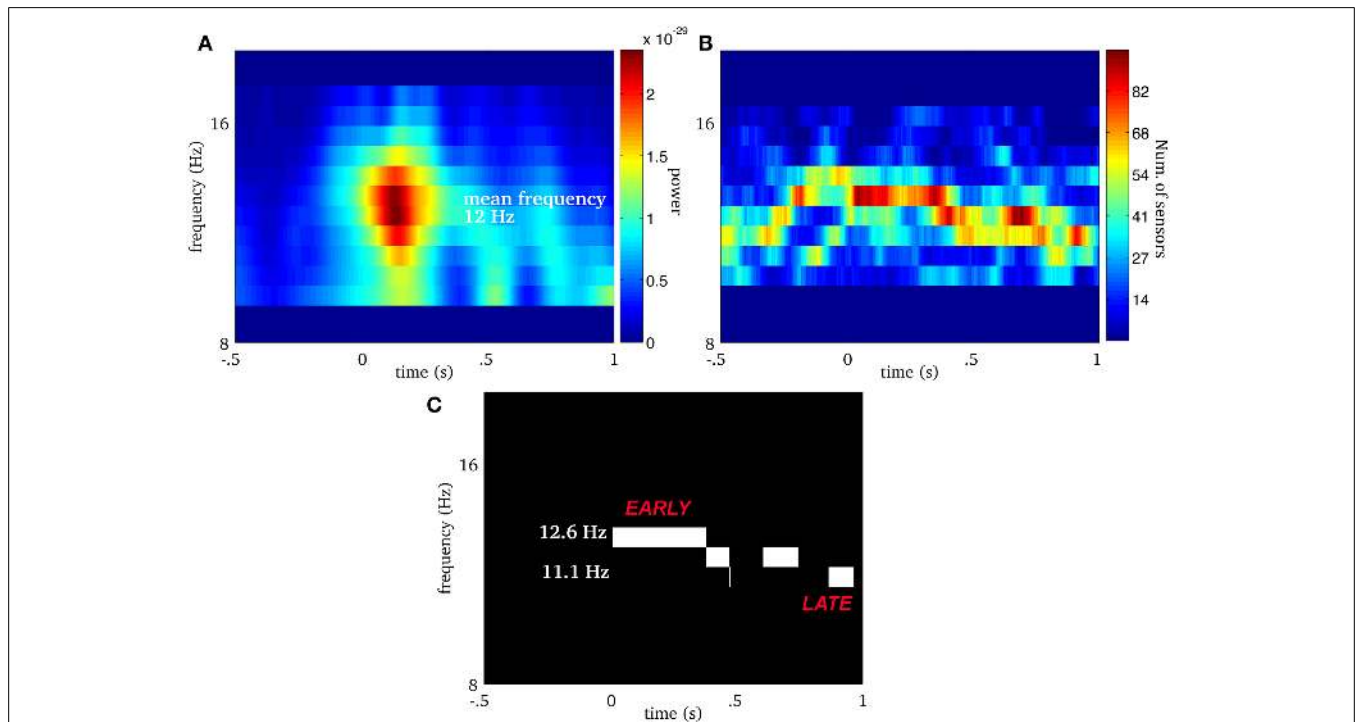 A
x 10⁻²⁹
16
8
frequency (Hz)
mean frequency
12 Hz
-.5
0
.5
1
time (s)
2
1.5
1
0.5
0
power
B
16
8
-.5
0
.5
1
time (s)
82
68
54
41
27
14
Num. of sensors
C
16
8
frequency (Hz)
EARLY
12.6 Hz
11.1 Hz
LATE
-.5
0
.5
1
time (s)